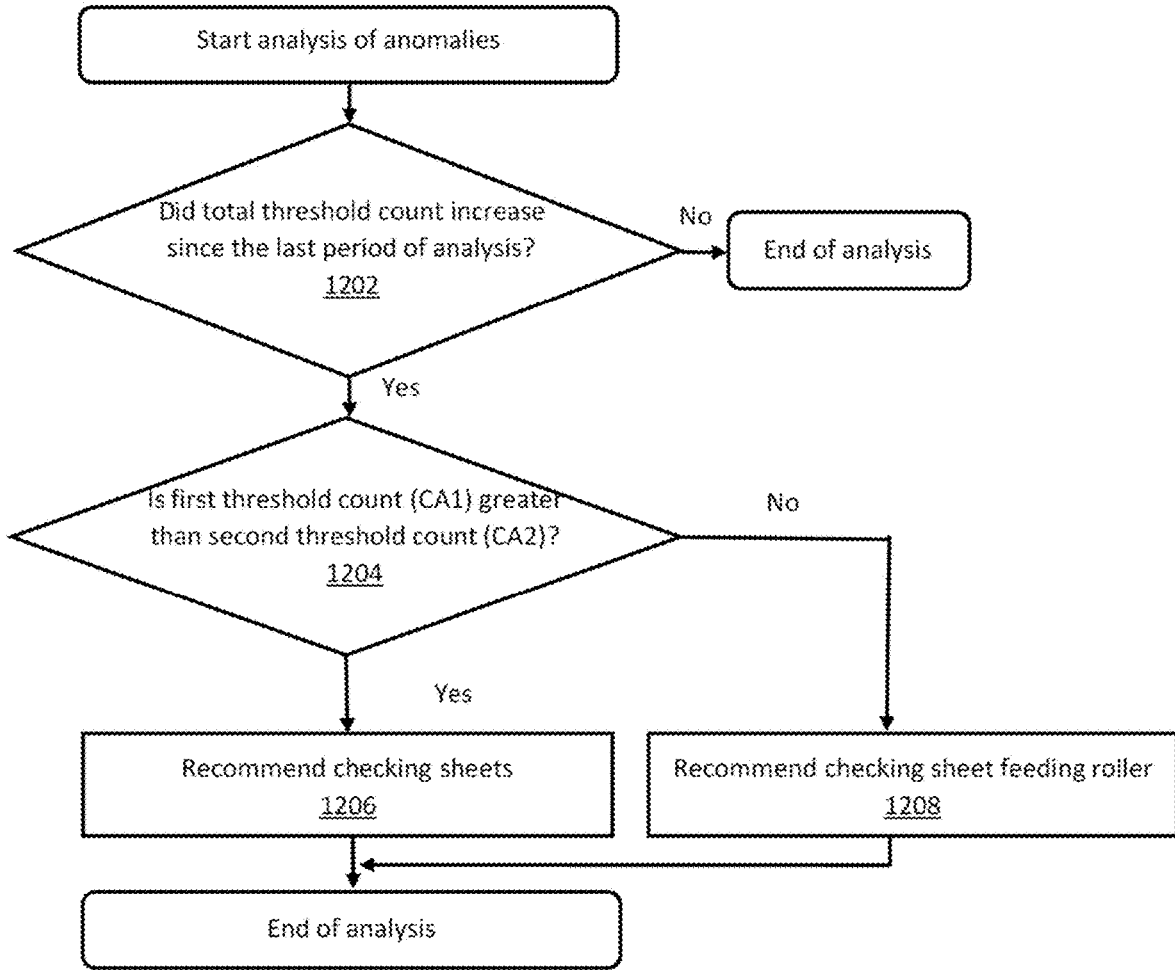 Start analysis of anomalies
Did total threshold count increase
since the last period of analysis?
1202
No
End of analysis
Yes
Is first threshold count (CA1) greater
than second threshold count (CA2)?
1204
No
Yes
Recommend checking sheets
1206
Recommend checking sheet feeding roller
1208
End of analysis